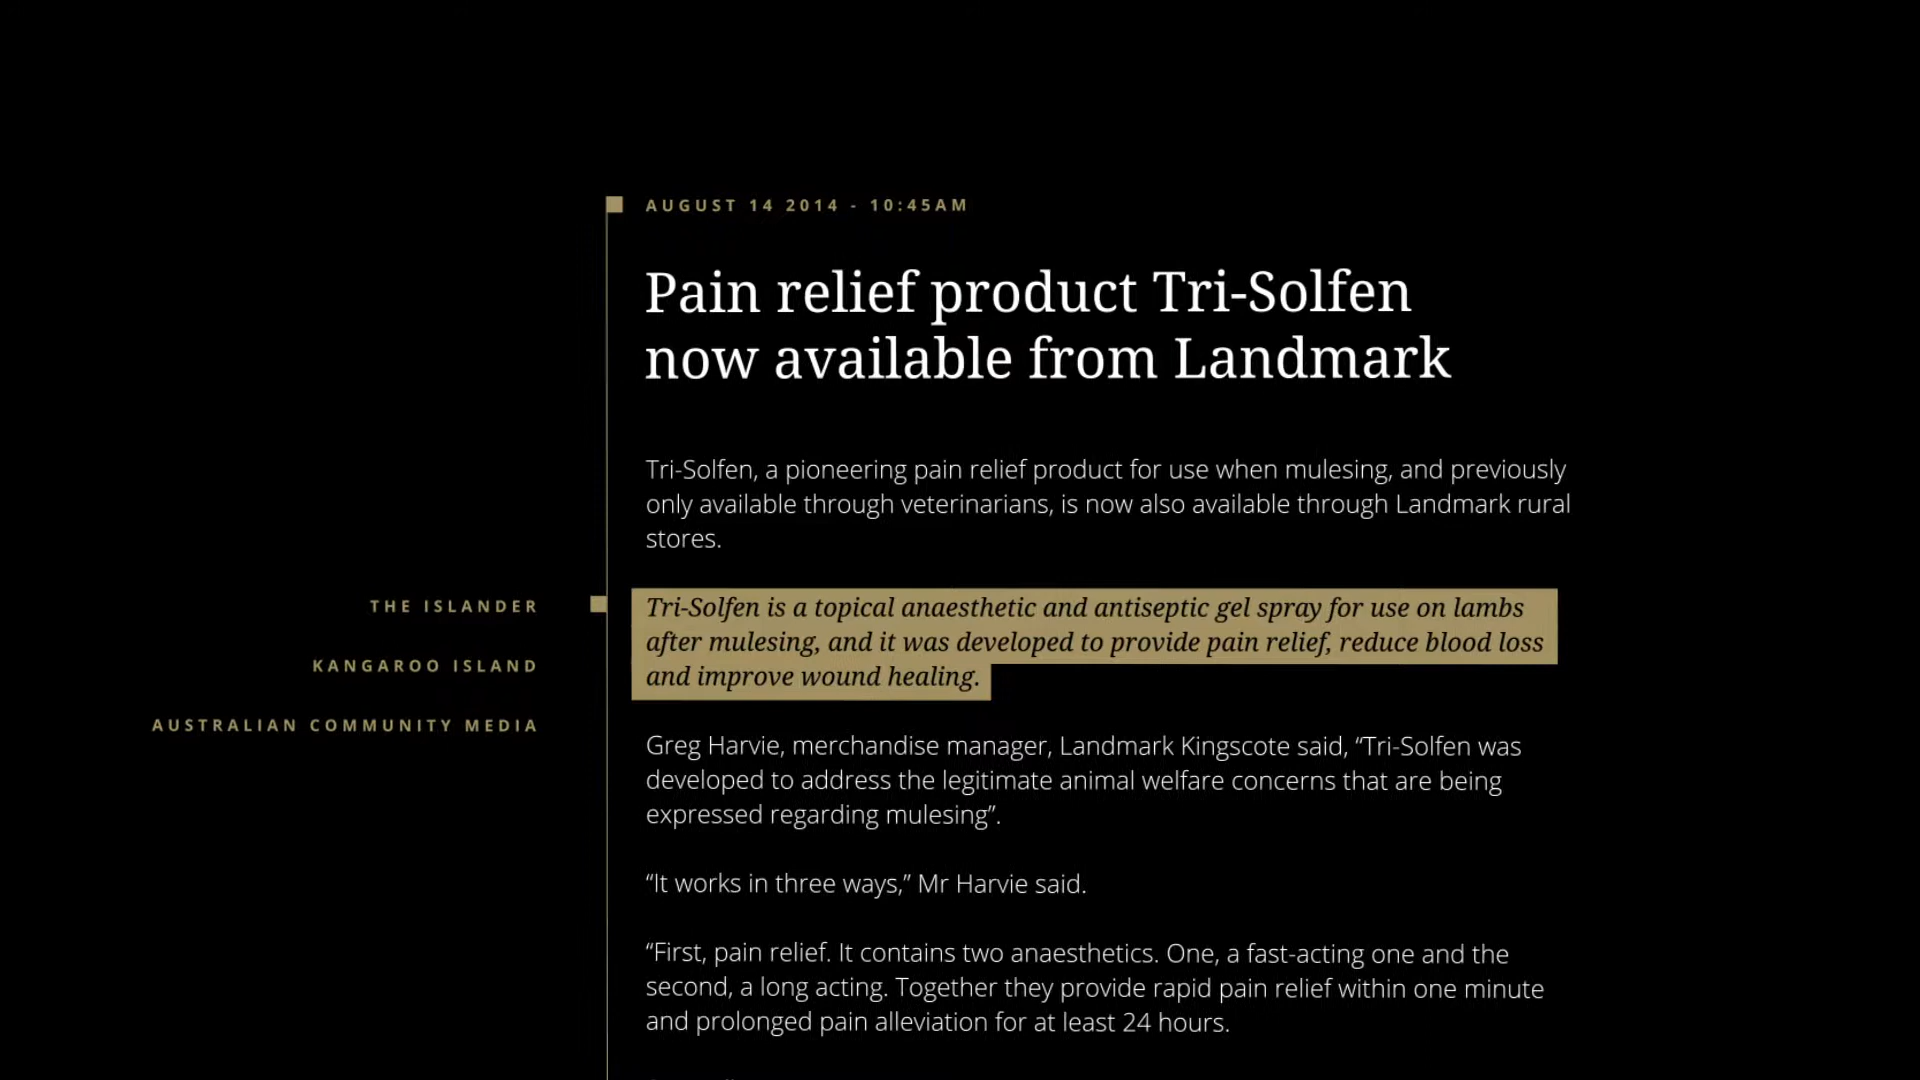 AUGUST 14 2014 - 10:45AM
Pain relief product Tri-Solfen
now available from Landmark
Tri-Solfen, a pioneering pain relief product for use when mulesing, and previously
only available through veterinarians, is now also available through Landmark rural
stores.
THE ISLANDER
KANGAROO ISLAND
AUSTRALIAN COMMUNITY MEDIA
Tri-Solfen is a topical anaesthetic and antiseptic gel spray for use on lambs
after mulesing, and it was developed to provide pain relief, reduce blood loss
and improve wound healing.
Greg Harvie, merchandise manager, Landmark Kingscote said, “Tri-Solfen was
developed to address the legitimate animal welfare concerns that are being
expressed regarding mulesing”.
“It works in three ways,” Mr Harvie said.
“First, pain relief. It contains two anaesthetics. One, a fast-acting one and the
second, a long acting. Together they provide rapid pain relief within one minute
and prolonged pain alleviation for at least 24 hours.